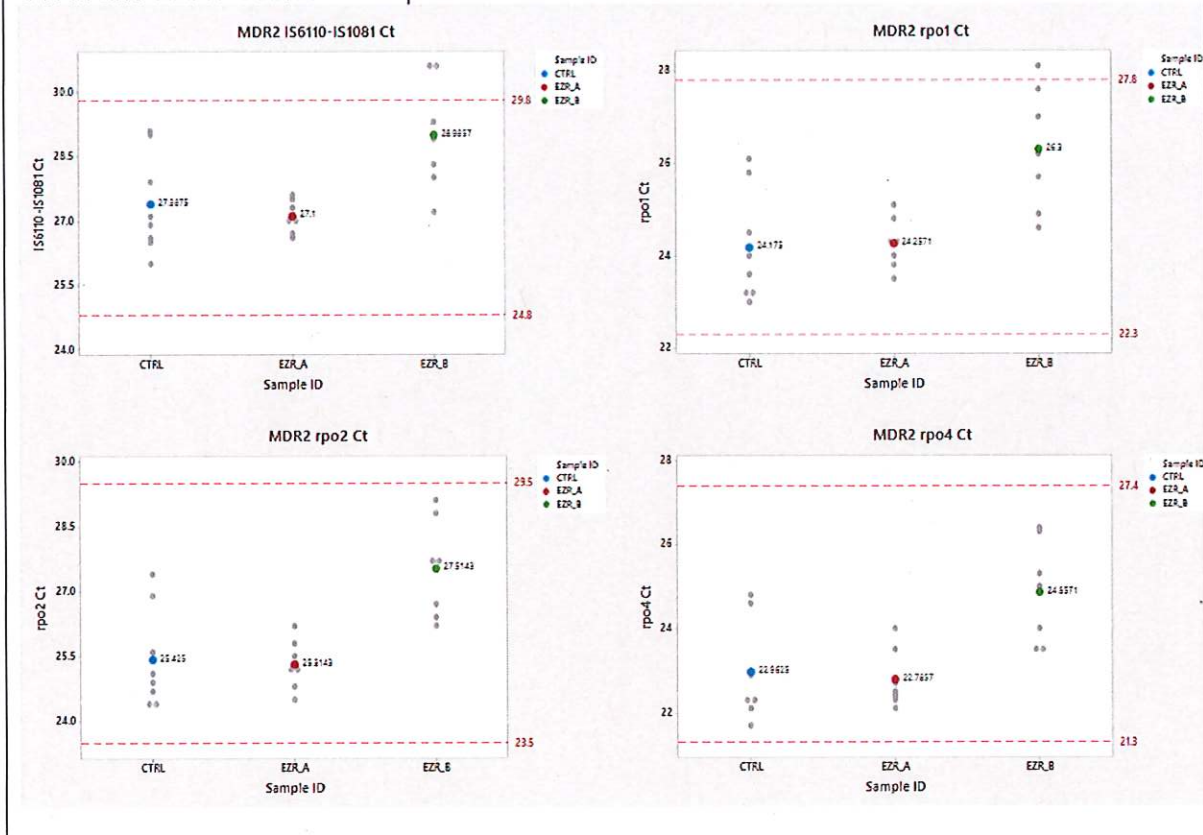 MDR2 IS6110-IS1081 Ct
Sample ID
CTRL
EZR_A
EZR_B
IS6110-IS1081 Ct
30.0
28.5
27.0
25.5
24.0
29.8
24.8
27.3875
27.1
28.9857
CTRL
EZR_A
EZR_B
Sample ID
MDR2 rpo1 Ct
Sample ID
CTRL
EZR_A
EZR_B
rpo1 Ct
28
26
24
22
27.8
22.3
24.175
24.2571
26.3
CTRL
EZR_A
EZR_B
Sample ID
MDR2 rpo2 Ct
Sample ID
CTRL
EZR_A
EZR_B
rpo2 Ct
30.0
28.5
27.0
25.5
24.0
29.5
23.5
25.425
25.3143
27.5143
CTRL
EZR_A
EZR_B
Sample ID
MDR2 rpo4 Ct
Sample ID
CTRL
EZR_A
EZR_B
rpo4 Ct
28
26
24
22
27.4
21.3
22.9625
22.7857
24.8571
CTRL
EZR_A
EZR_B
Sample ID